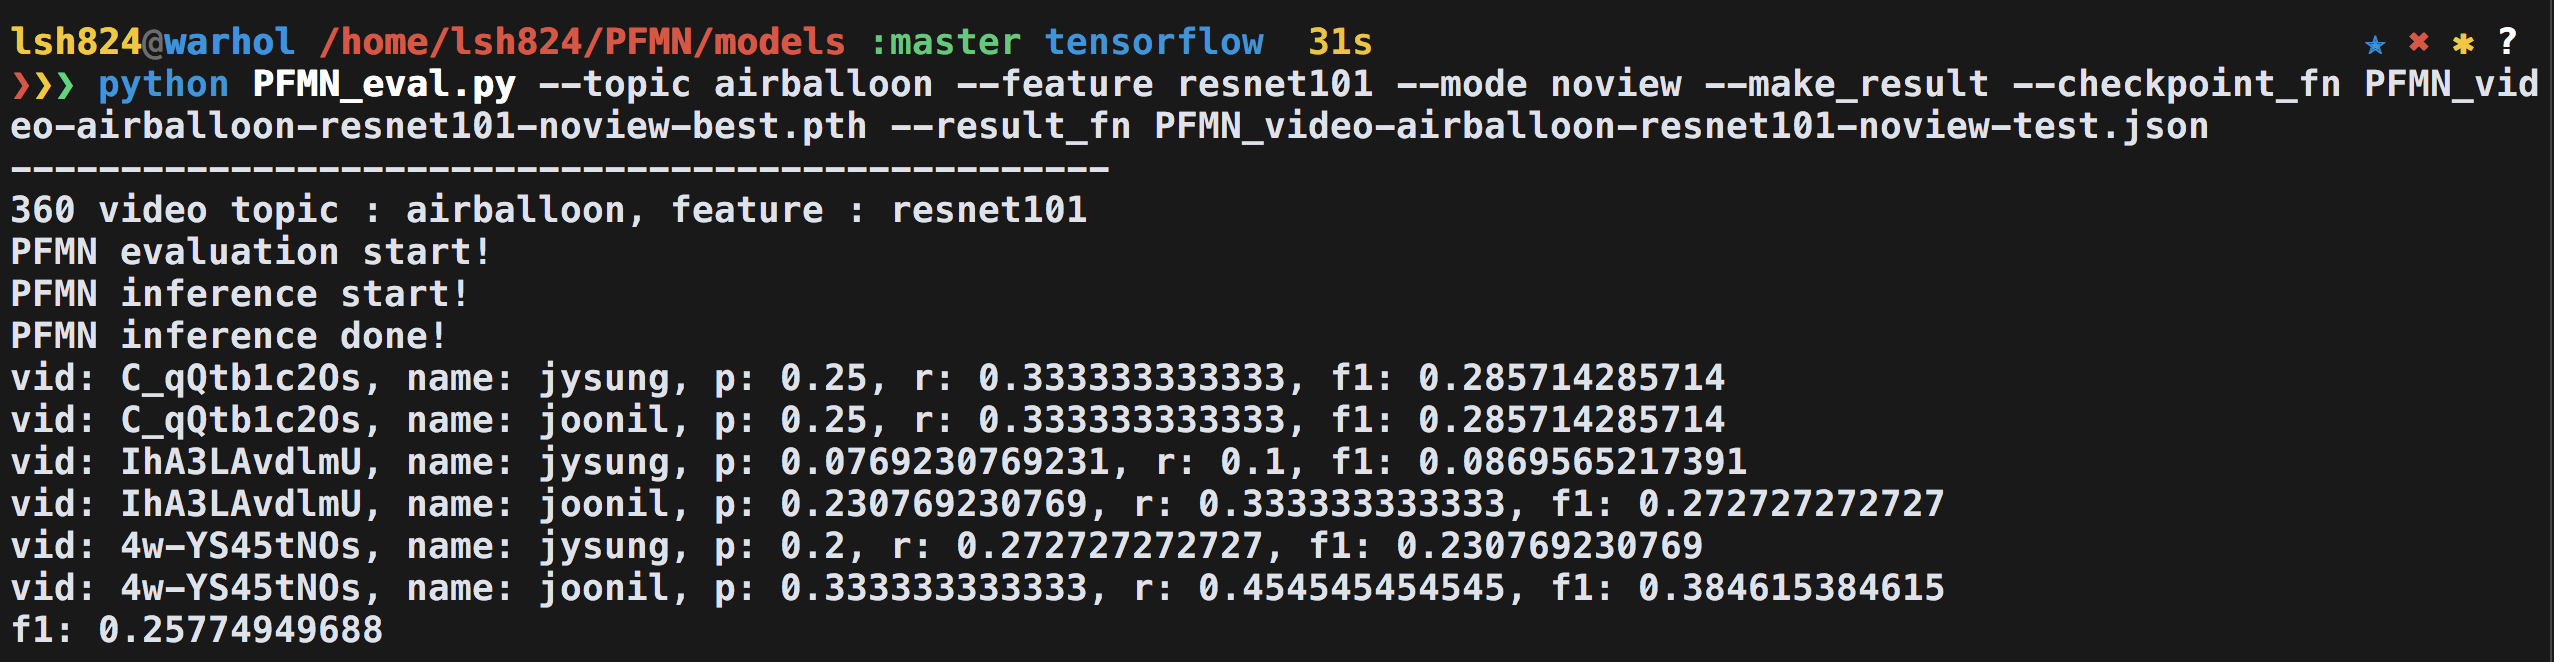 lsh824@warhol /home/lsh824/PFMN/models :master tensorflow  31s ✭ ✖ ✱ ?
❯❯❯ python PFMN_eval.py --topic airballoon --feature resnet101 --mode noview --make_result --checkpoint_fn PFMN_vid
eo-airballoon-resnet101-noview-best.pth --result_fn PFMN_video-airballoon-resnet101-noview-test.json
--------------------------------------------------
360 video topic : airballoon, feature : resnet101
PFMN evaluation start!
PFMN inference start!
PFMN inference done!
vid: C_qQtb1c2Os, name: jysung, p: 0.25, r: 0.333333333333, f1: 0.285714285714
vid: C_qQtb1c2Os, name: joonil, p: 0.25, r: 0.333333333333, f1: 0.285714285714
vid: IhA3LAvdlmU, name: jysung, p: 0.0769230769231, r: 0.1, f1: 0.0869565217391
vid: IhA3LAvdlmU, name: joonil, p: 0.230769230769, r: 0.333333333333, f1: 0.272727272727
vid: 4w-YS45tNOs, name: jysung, p: 0.2, r: 0.272727272727, f1: 0.230769230769
vid: 4w-YS45tNOs, name: joonil, p: 0.333333333333, r: 0.454545454545, f1: 0.384615384615
f1: 0.25774949688